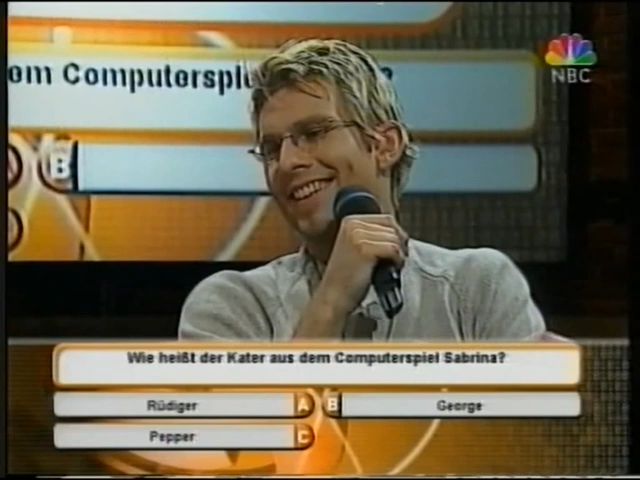 em Computerspi
?
NBC
A
B
Wie heißt der Kater aus dem Computerspiel Sabrina?
Rüdiger A B George
Pepper C